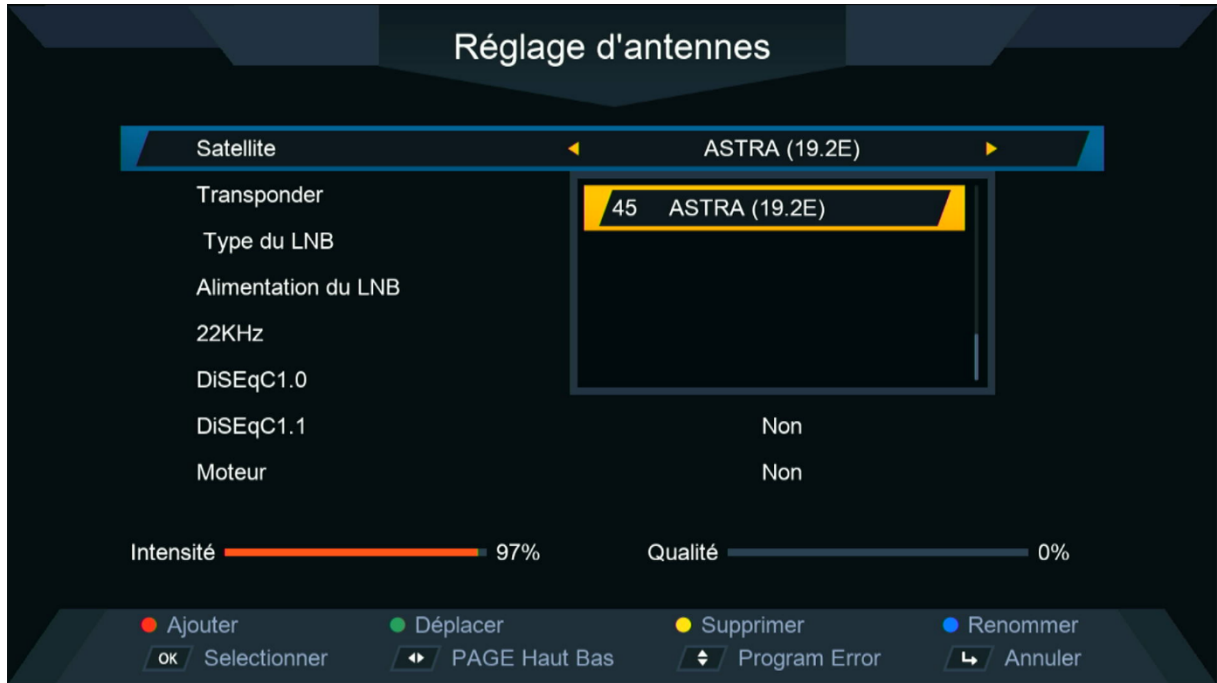 Réglage d'antennes
Satellite ASTRA (19.2E)
Transponder
45 ASTRA (19.2E)
Type du LNB
Alimentation du LNB
22KHz
DiSEqC1.0
DiSEqC1.1 Non
Moteur Non
Intensité 97% Qualité 0%
Ajouter Déplacer Supprimer Renommer
OK Selectionner PAGE Haut Bas Program Error Annuler